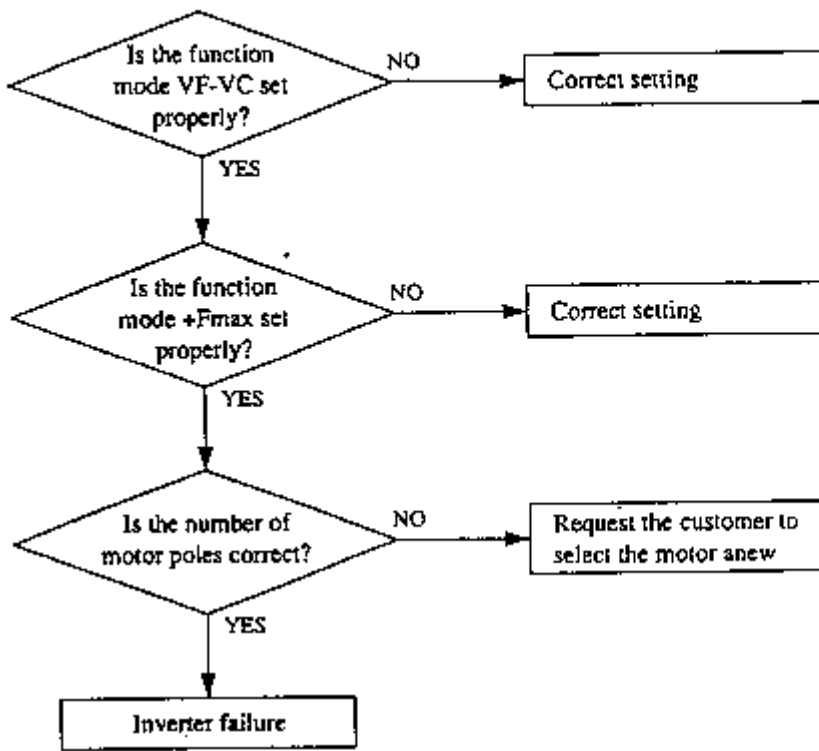 Is the function
mode VF-VC set
properly?
NO
Correct setting
YES
Is the function
mode +Fmax set
properly?
NO
Correct setting
YES
Is the number of
motor poles correct?
NO
Request the customer to
select the motor anew
YES
Inverter failure